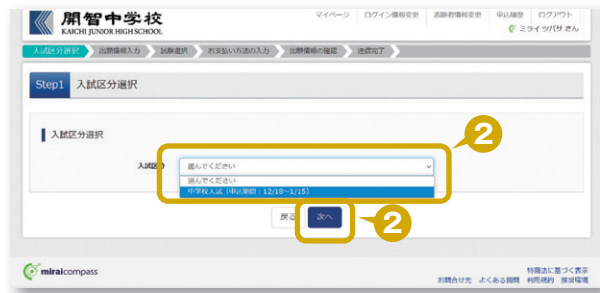 開智中学校
KAICHI JUNIOR HIGH SCHOOL
マイページ ログイン情報変更 志願者情報変更 申込履歴 ログアウト
ミライ ツバサ さん
入試区分選択 出願情報入力 試験選択 お支払い方法の入力 出願情報の確認 送信完了
Step1 入試区分選択
入試区分選択
2
入試区分 選んでください
選んでください
中学校入試（申込期間：12/18～1/15）
戻る 次へ 2
miraicompass
特商法に基づく表示
お問合せ先 よくある質問 利用規約 推奨環境